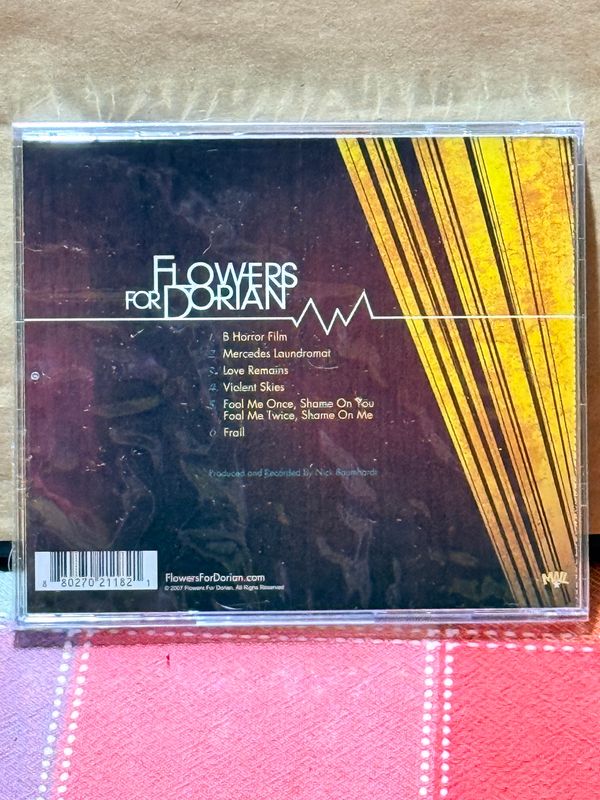 FLOWERS
FOR DORIAN
1. B Horror Film
2. Mercedes Laundromat
3. Love Remains
4. Violent Skies
5. Fool Me Once, Shame On You
Fool Me Twice, Shame On Me
6. Frail
Produced and Recorded by Nick Baumhardt
8 80270 21182 1
FlowersForDorian.com
© 2007 Flowers For Dorian. All Rights Reserved